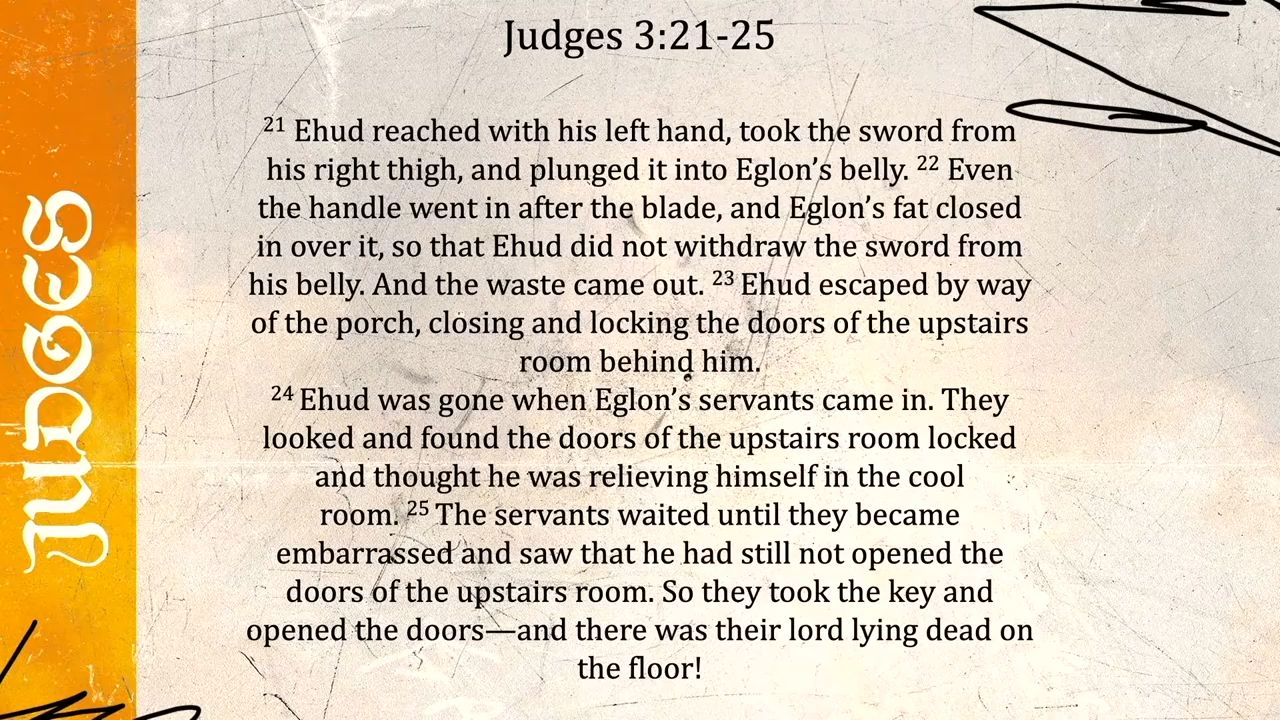 Judges 3:21-25
JUDGES
²¹ Ehud reached with his left hand, took the sword from
his right thigh, and plunged it into Eglon’s belly. ²² Even
the handle went in after the blade, and Eglon’s fat closed
in over it, so that Ehud did not withdraw the sword from
his belly. And the waste came out. ²³ Ehud escaped by way
of the porch, closing and locking the doors of the upstairs
room behind him.
²⁴ Ehud was gone when Eglon’s servants came in. They
looked and found the doors of the upstairs room locked
and thought he was relieving himself in the cool
room. ²⁵ The servants waited until they became
embarrassed and saw that he had still not opened the
doors of the upstairs room. So they took the key and
opened the doors—and there was their lord lying dead on
the floor!